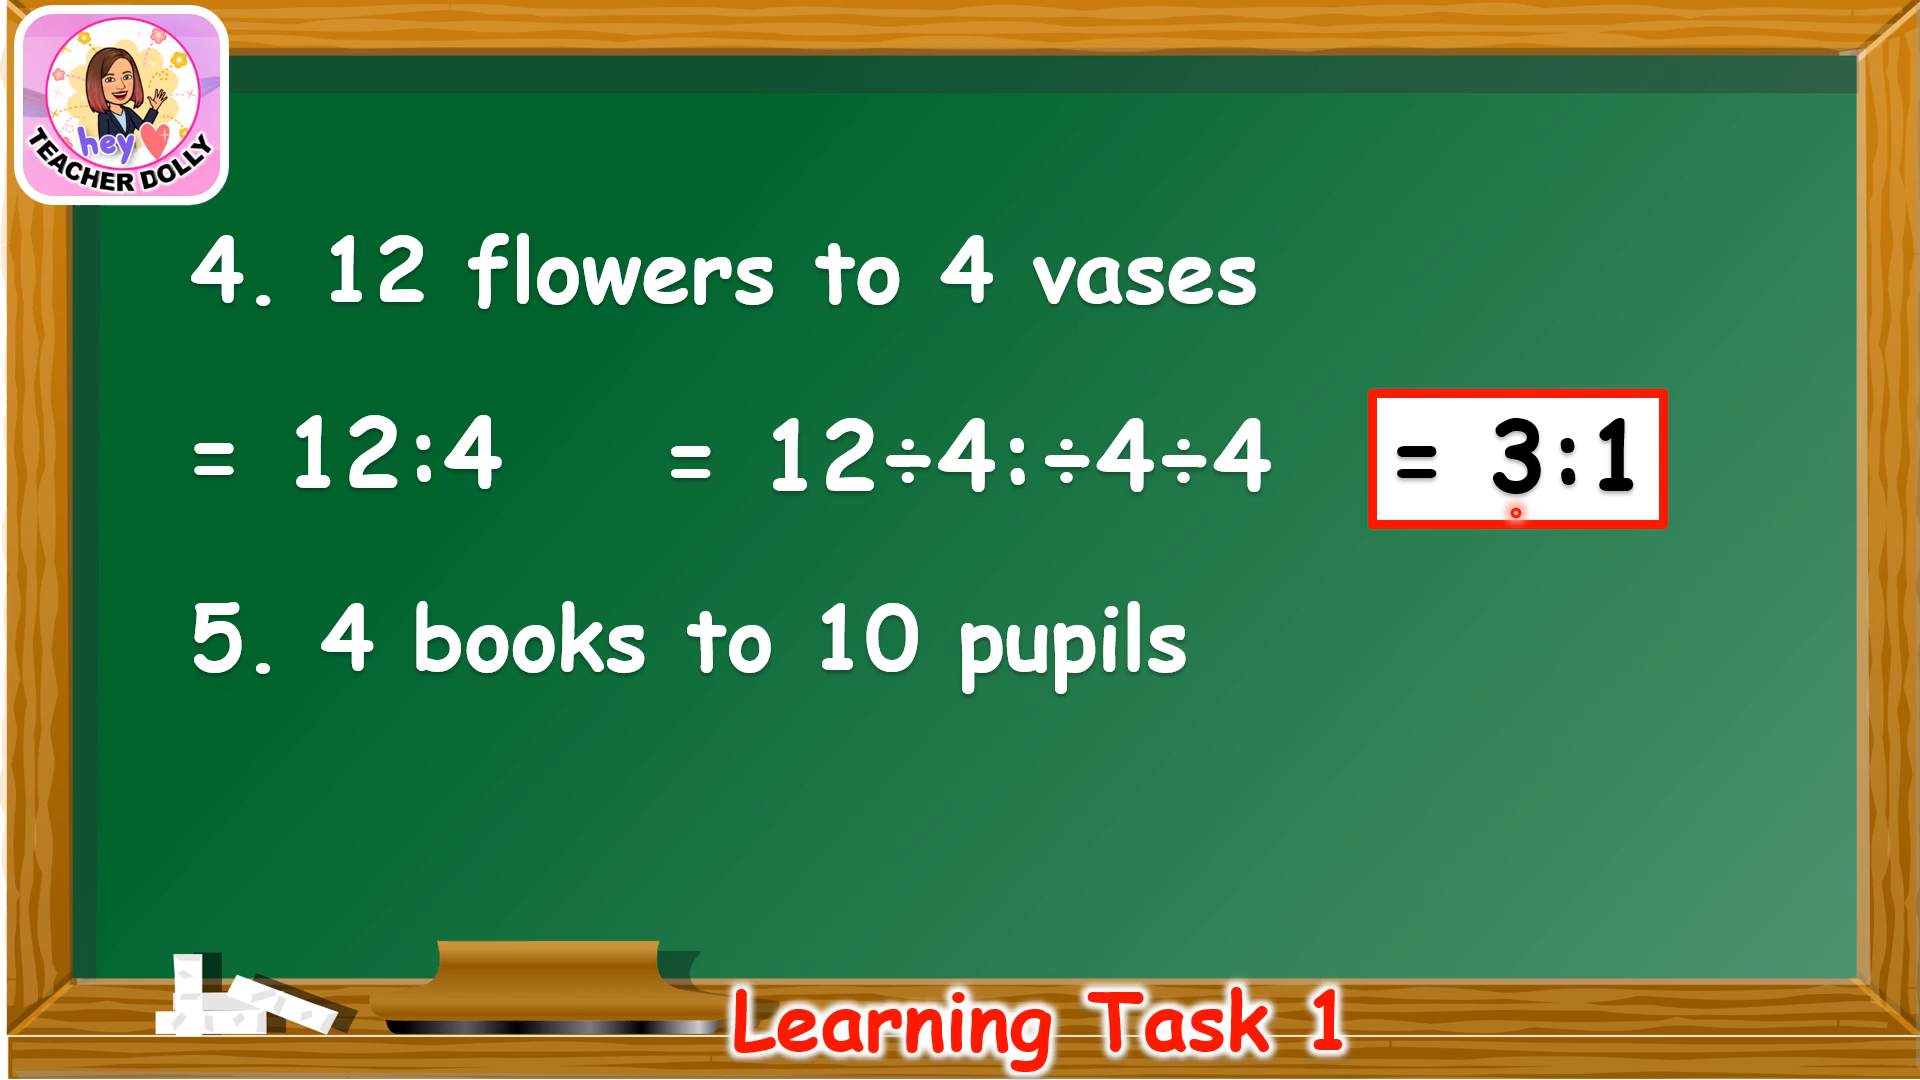 hey
TEACHER DOLLY
4. 12 flowers to 4 vases
= 12:4 = 12÷4:÷4÷4 = 3:1
5. 4 books to 10 pupils
Learning Task 1